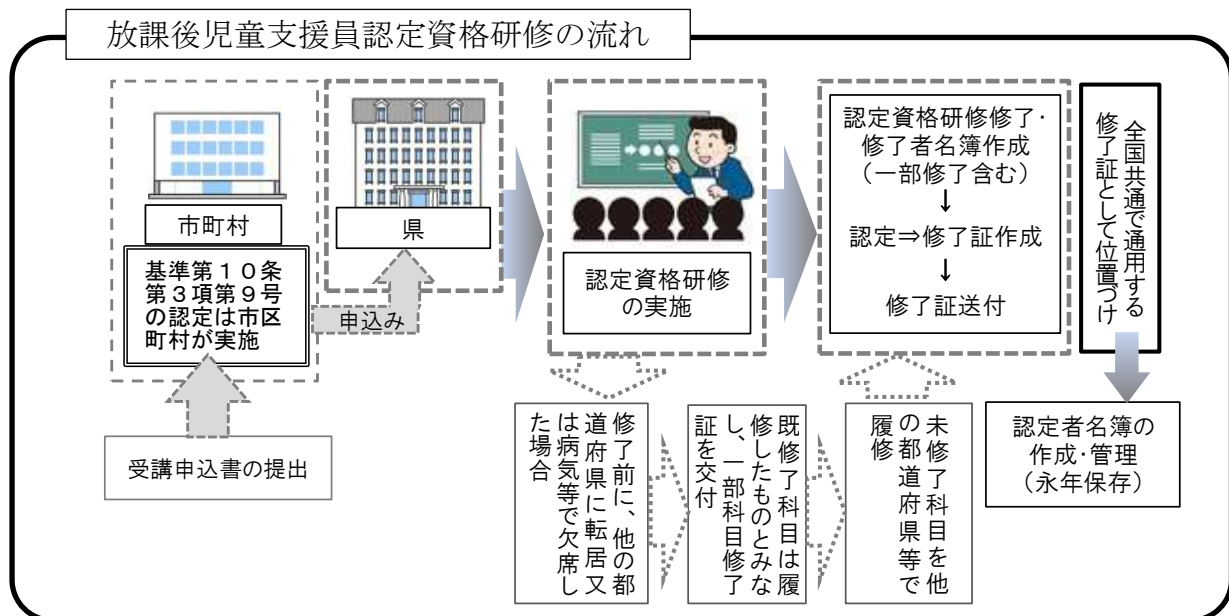 放課後児童支援員認定資格研修の流れ
市町村
基準第１０条
第３項第９号
の認定は市区
町村が実施
受講申込書の提出
申込み
県
認定資格研修
の実施
認定資格研修修了･
修了者名簿作成
（一部修了含む）
↓
認定⇒修了証作成
↓
修了証送付
全国共通で通用する
修了証として位置づけ
修了前に、他の都
道府県に転居又
は病気等で欠席し
た場合
既修了科目は履
修したものとみな
し、一部科目修了
証を交付
未修了科目を他
の都道府県等で
履修
認定者名簿の
作成･管理
（永年保存）